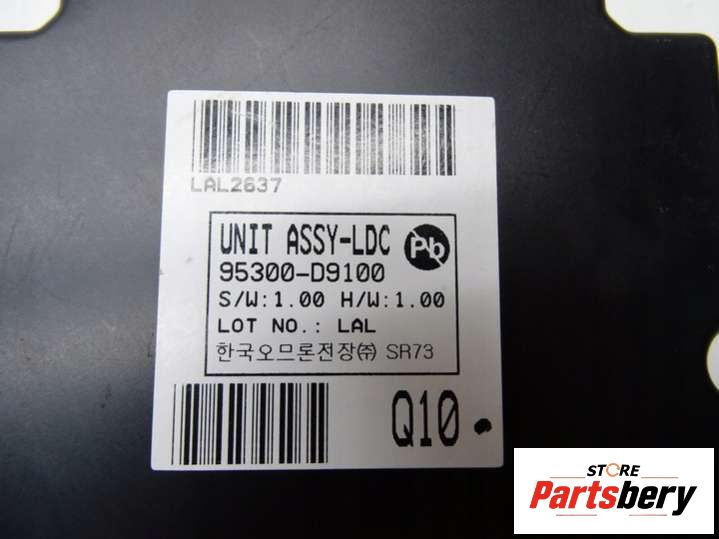 LAL2637
UNIT ASSY-LDC Pb
95300-D9100
S/W:1.00 H/W:1.00
LOT NO.: LAL
한국오므론전장㈜ SR73
Q10
STORE
Partsbery